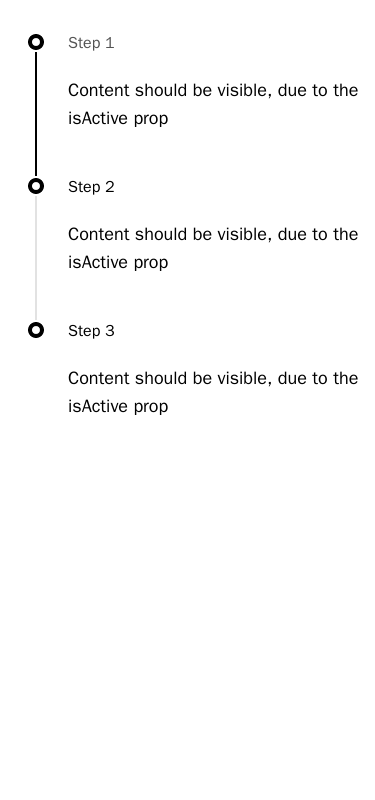 Step 1
Content should be visible, due to the
isActive prop
Step 2
Content should be visible, due to the
isActive prop
Step 3
Content should be visible, due to the
isActive prop